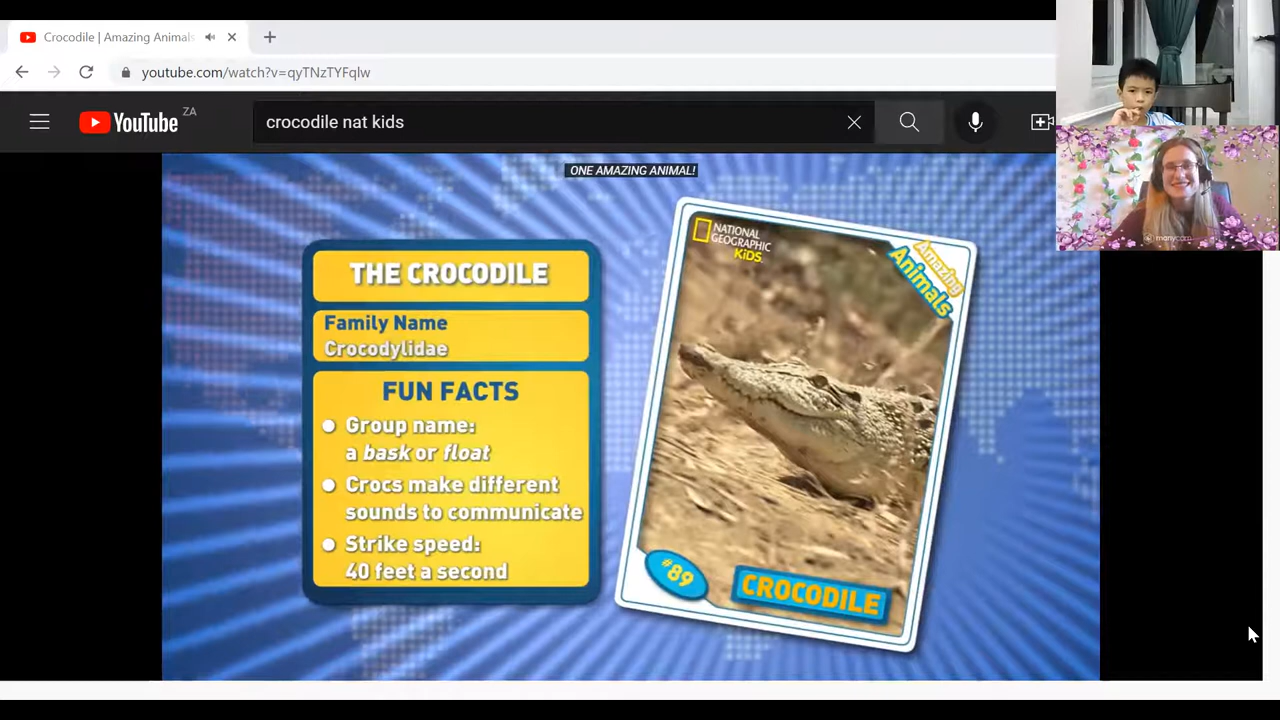 Crocodile | Amazing Animals
youtube.com/watch?v=qyTNzTYFqlw
YouTube ZA
crocodile nat kids
ONE AMAZING ANIMAL!
THE CROCODILE
Family Name
Crocodylidae
FUN FACTS
Group name:
a bask or float
Crocs make different
sounds to communicate
Strike speed:
40 feet a second
NATIONAL
GEOGRAPHIC
KiDS
Amazing
Animals
#89
CROCODILE
manycam